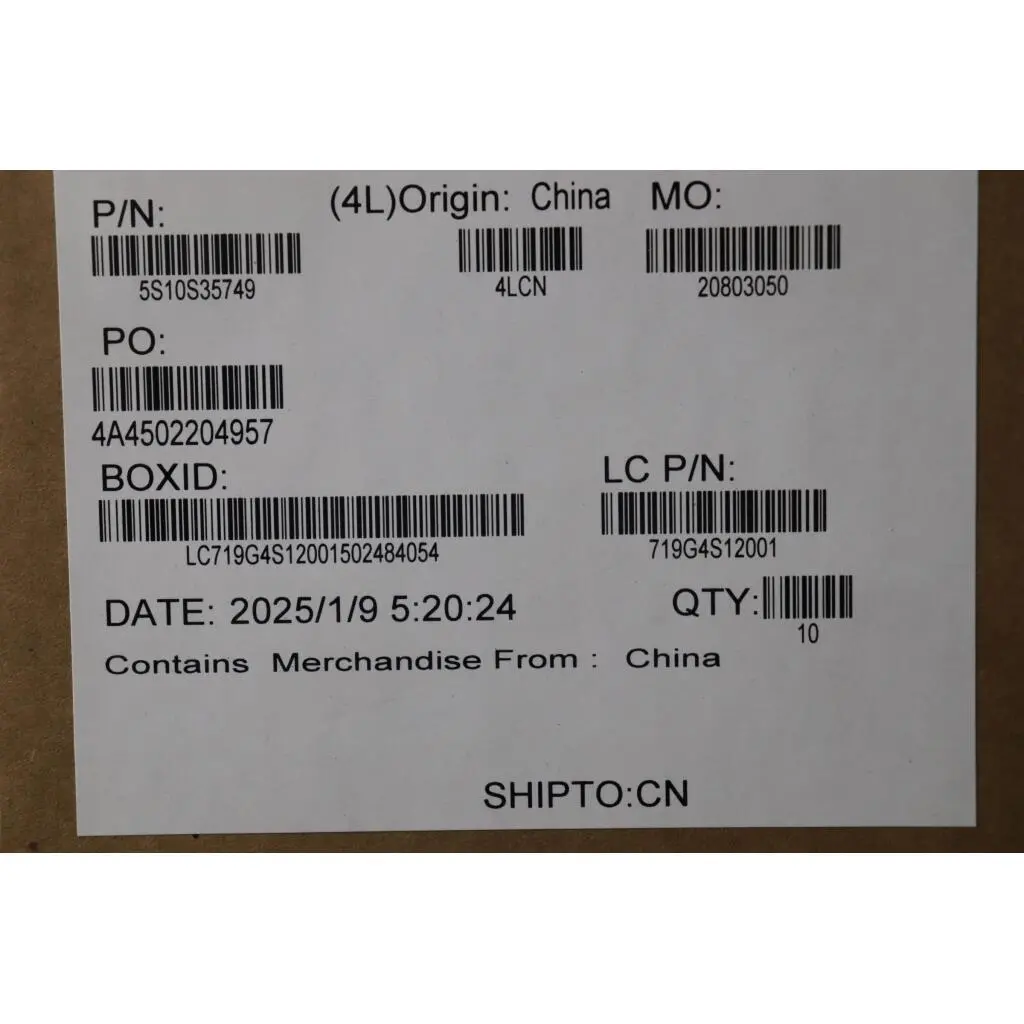 P/N: (4L)Origin: China MO:
5S10S35749 4LCN 20803050
PO:
4A4502204957
BOXID: LC P/N:
LC719G4S12001502484054 719G4S12001
DATE: 2025/1/9 5:20:24 QTY:
10
Contains Merchandise From : China
SHIPTO:CN